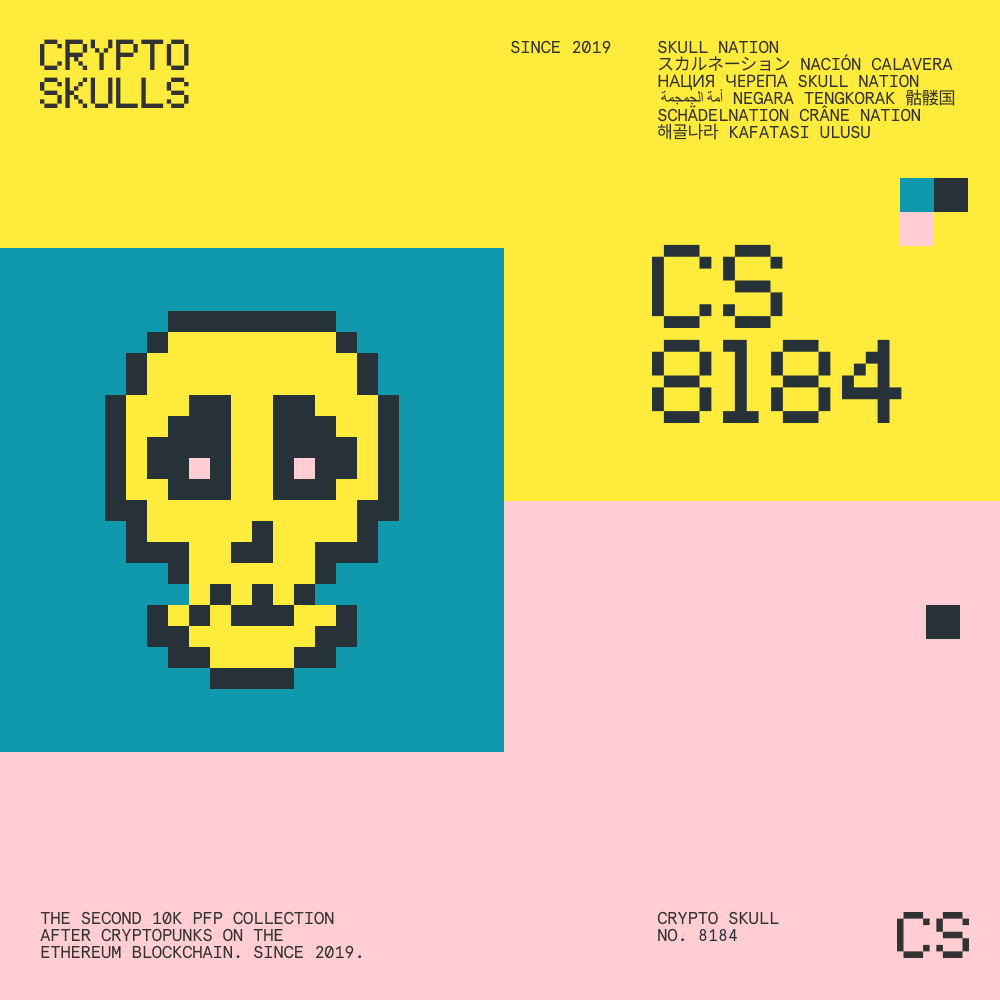 CRYPTO
SKULLS
SINCE 2019
SKULL NATION
スカルネーション NACIÓN CALAVERA
НАЦИЯ ЧЕРЕПА SKULL NATION
أمة الجمجمة NEGARA TENGKORAK 骷髅国
SCHÄDELNATION CRÂNE NATION
해골나라 KAFATASI ULUSU
CS
8184
THE SECOND 10K PFP COLLECTION
AFTER CRYPTOPUNKS ON THE
ETHEREUM BLOCKCHAIN. SINCE 2019.
CRYPTO SKULL
NO. 8184
CS